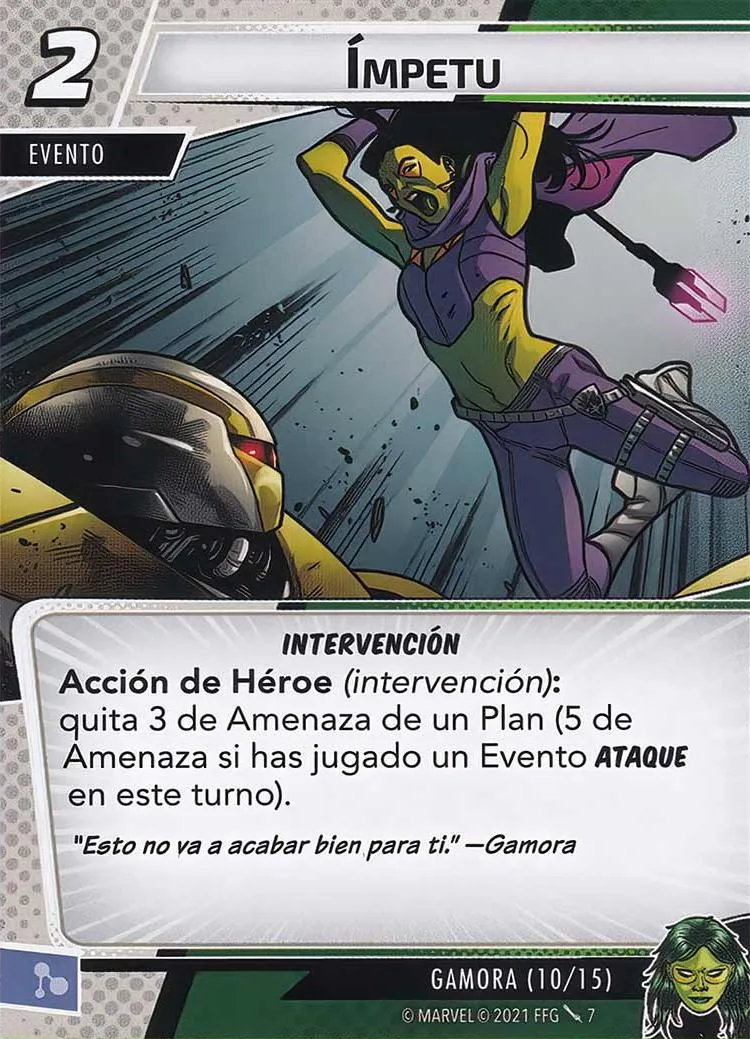 2
ÍMPETU
EVENTO
INTERVENCIÓN
Acción de Héroe (intervención):
quita 3 de Amenaza de un Plan (5 de
Amenaza si has jugado un Evento ATAQUE
en este turno).
"Esto no va a acabar bien para ti." —Gamora
GAMORA (10/15)
© MARVEL © 2021 FFG 7